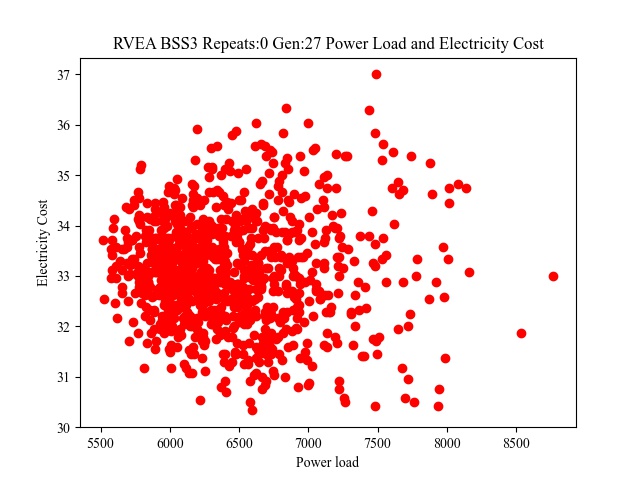 RVEA BSS3 Repeats:0 Gen:27 Power Load and Electricity Cost
37
36
35
34
33
32
31
30
Electricity Cost
5500 6000 6500 7000 7500 8000 8500
Power load